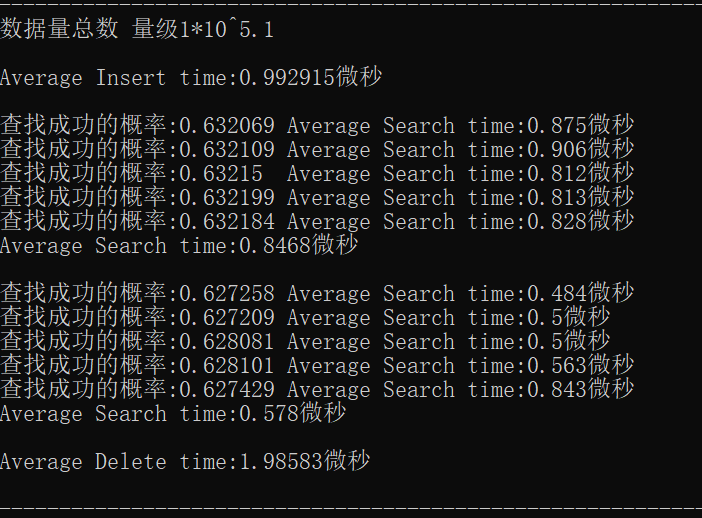 数据量总数 量级1*10^5.1
Average Insert time:0.992915微秒
查找成功的概率:0.632069 Average Search time:0.875微秒
查找成功的概率:0.632109 Average Search time:0.906微秒
查找成功的概率:0.63215  Average Search time:0.812微秒
查找成功的概率:0.632199 Average Search time:0.813微秒
查找成功的概率:0.632184 Average Search time:0.828微秒
Average Search time:0.8468微秒
查找成功的概率:0.627258 Average Search time:0.484微秒
查找成功的概率:0.627209 Average Search time:0.5微秒
查找成功的概率:0.628081 Average Search time:0.5微秒
查找成功的概率:0.628101 Average Search time:0.563微秒
查找成功的概率:0.627429 Average Search time:0.843微秒
Average Search time:0.578微秒
Average Delete time:1.98583微秒